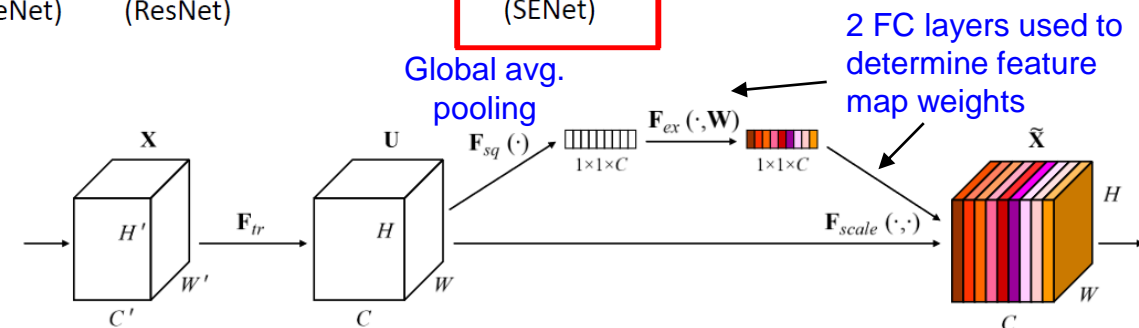 eNet)
(ResNet)
(SENet)
2 FC layers used to
determine feature
map weights
Global avg.
pooling
X
U
F_sq (·)
1×1×C
F_ex (·,W)
1×1×C
X̃
H'
W'
C'
F_tr
H
W
C
F_scale (·,·)
H
W
C